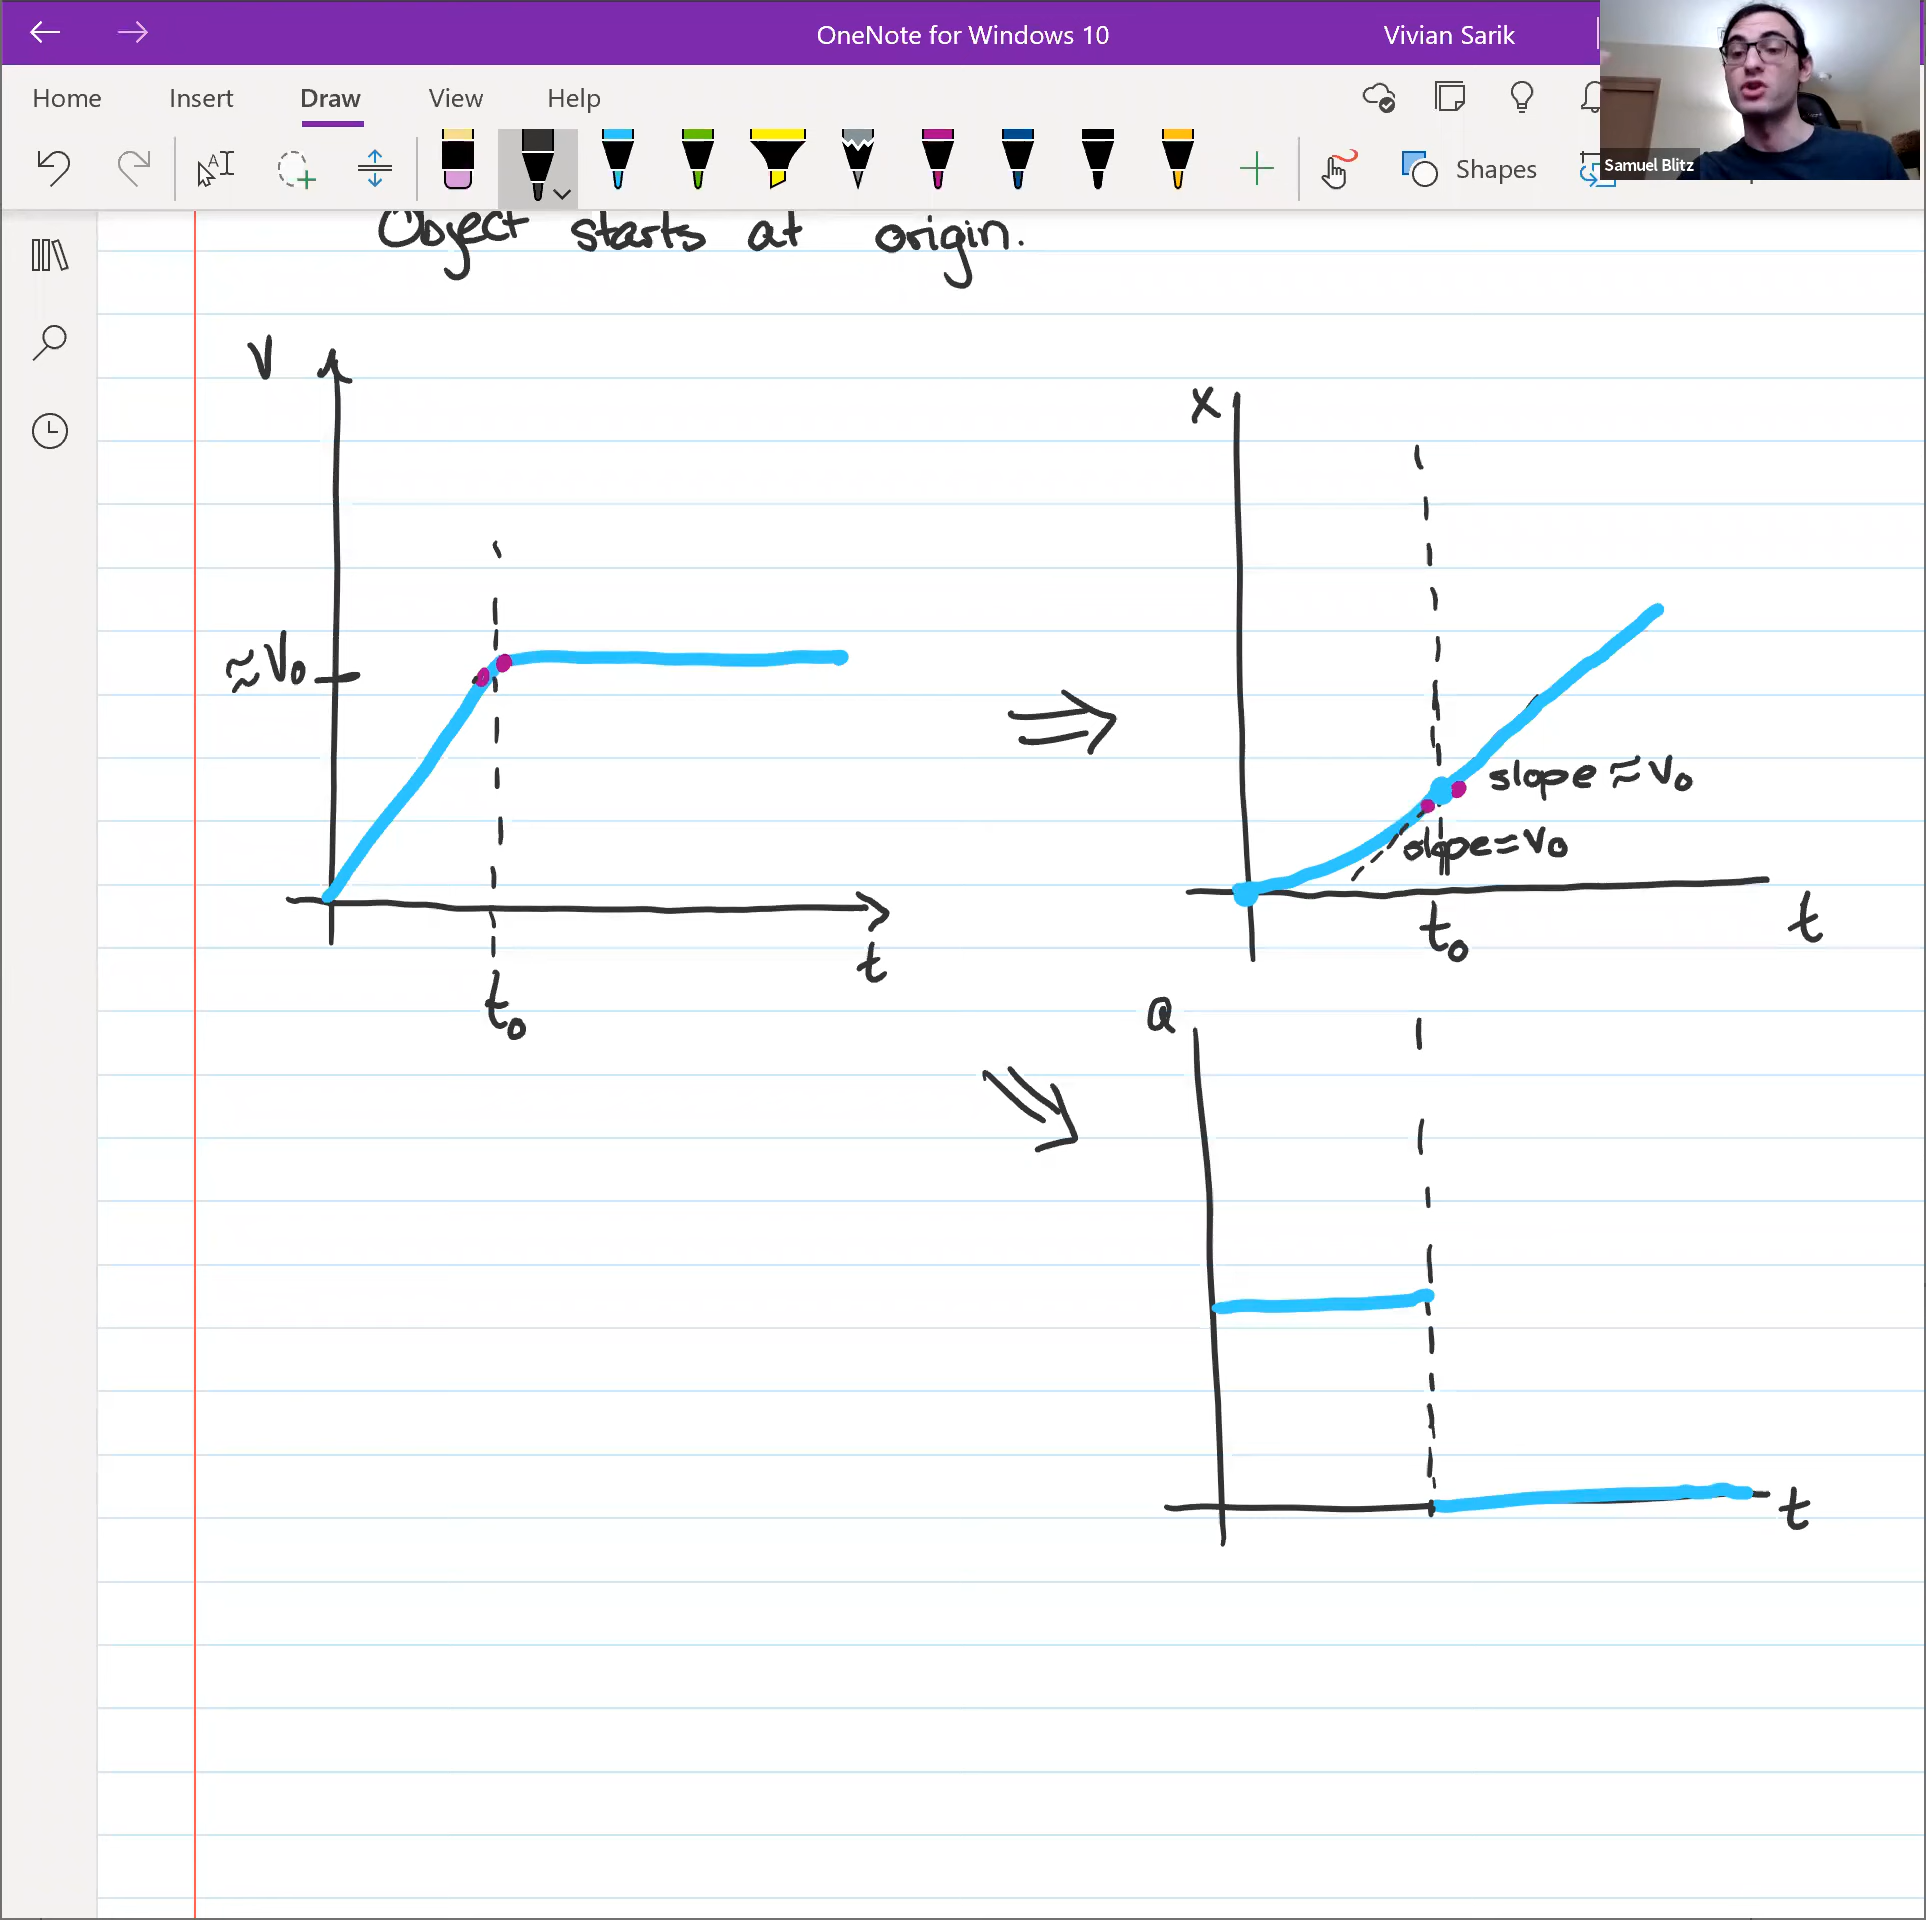 OneNote for Windows 10
Vivian Sarik
Home Insert Draw View Help
Shapes
Samuel Blitz
Object starts at origin.
V
≈V₀
t
t₀
X
slope ≈ V₀
slope = V₀
t₀
t
a
t